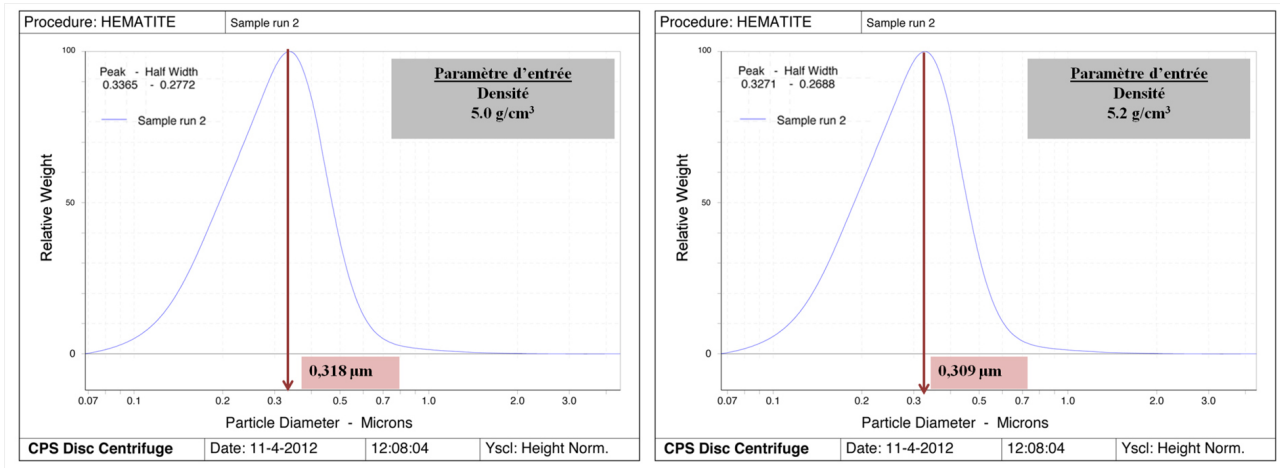 Procedure: HEMATITE Sample run 2
100
Peak - Half Width
0.3365 - 0.2772
Sample run 2
Paramètre d'entrée
Densité
5.0 g/cm³
Relative Weight
50
0
0,318 µm
0.07 0.1 0.2 0.3 0.5 0.7 1.0 2.0 3.0
Particle Diameter - Microns
CPS Disc Centrifuge Date: 11-4-2012 12:08:04 Yscl: Height Norm.
Procedure: HEMATITE Sample run 2
100
Peak - Half Width
0.3271 - 0.2688
Sample run 2
Paramètre d'entrée
Densité
5.2 g/cm³
Relative Weight
50
0
0,309 µm
0.07 0.1 0.2 0.3 0.5 0.7 1.0 2.0 3.0
Particle Diameter - Microns
CPS Disc Centrifuge Date: 11-4-2012 12:08:04 Yscl: Height Norm.